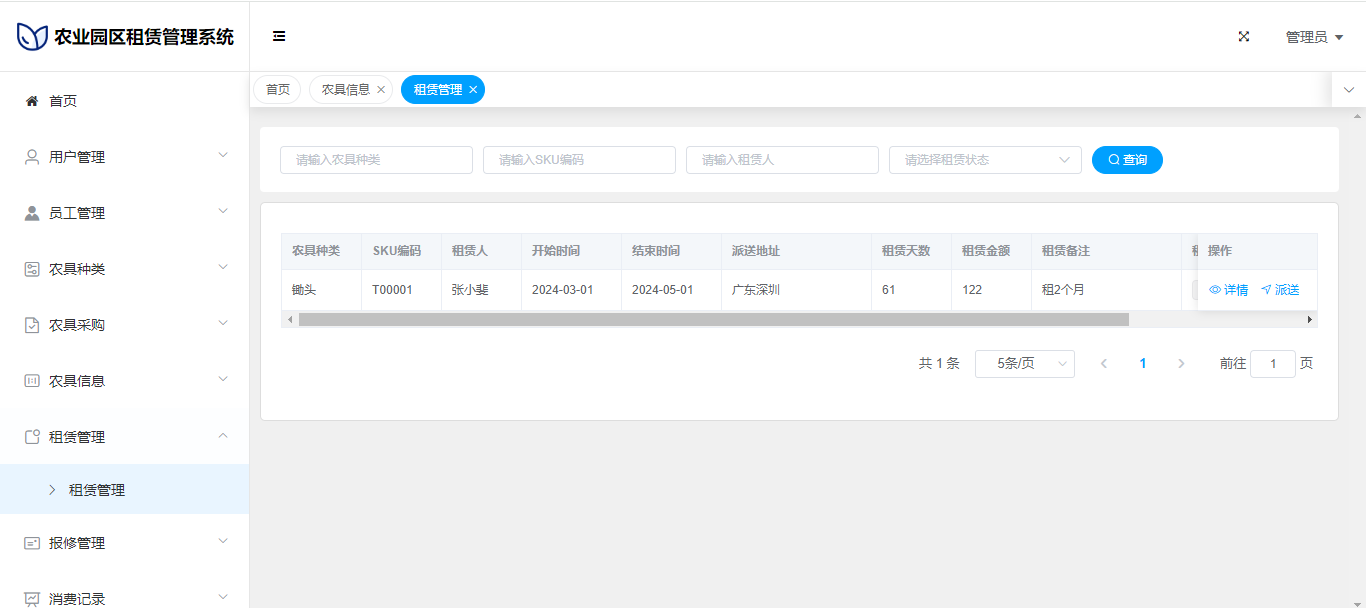 农业园区租赁管理系统
管理员
首页
用户管理
员工管理
农具种类
农具采购
农具信息
租赁管理
租赁管理
报修管理
消费记录
首页 农具信息 租赁管理
请输入农具种类 请输入SKU编码 请输入租赁人 请选择租赁状态 查询
农具种类 SKU编码 租赁人 开始时间 结束时间 派送地址 租赁天数 租赁金额 租赁备注 操作
锄头 T00001 张小斐 2024-03-01 2024-05-01 广东深圳 61 122 租2个月 详情 派送
共 1 条 5条/页 1 前往 1 页